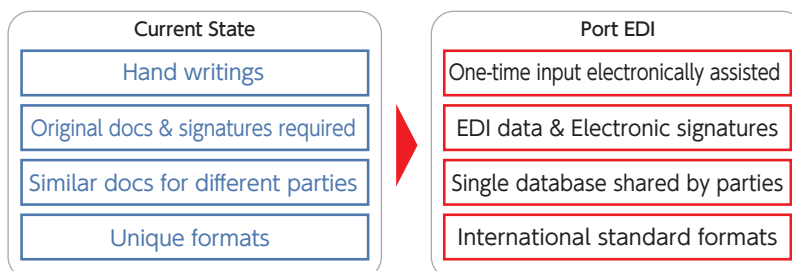 Current State
Hand writings
Original docs & signatures required
Similar docs for different parties
Unique formats
Port EDI
One-time input electronically assisted
EDI data & Electronic signatures
Single database shared by parties
International standard formats